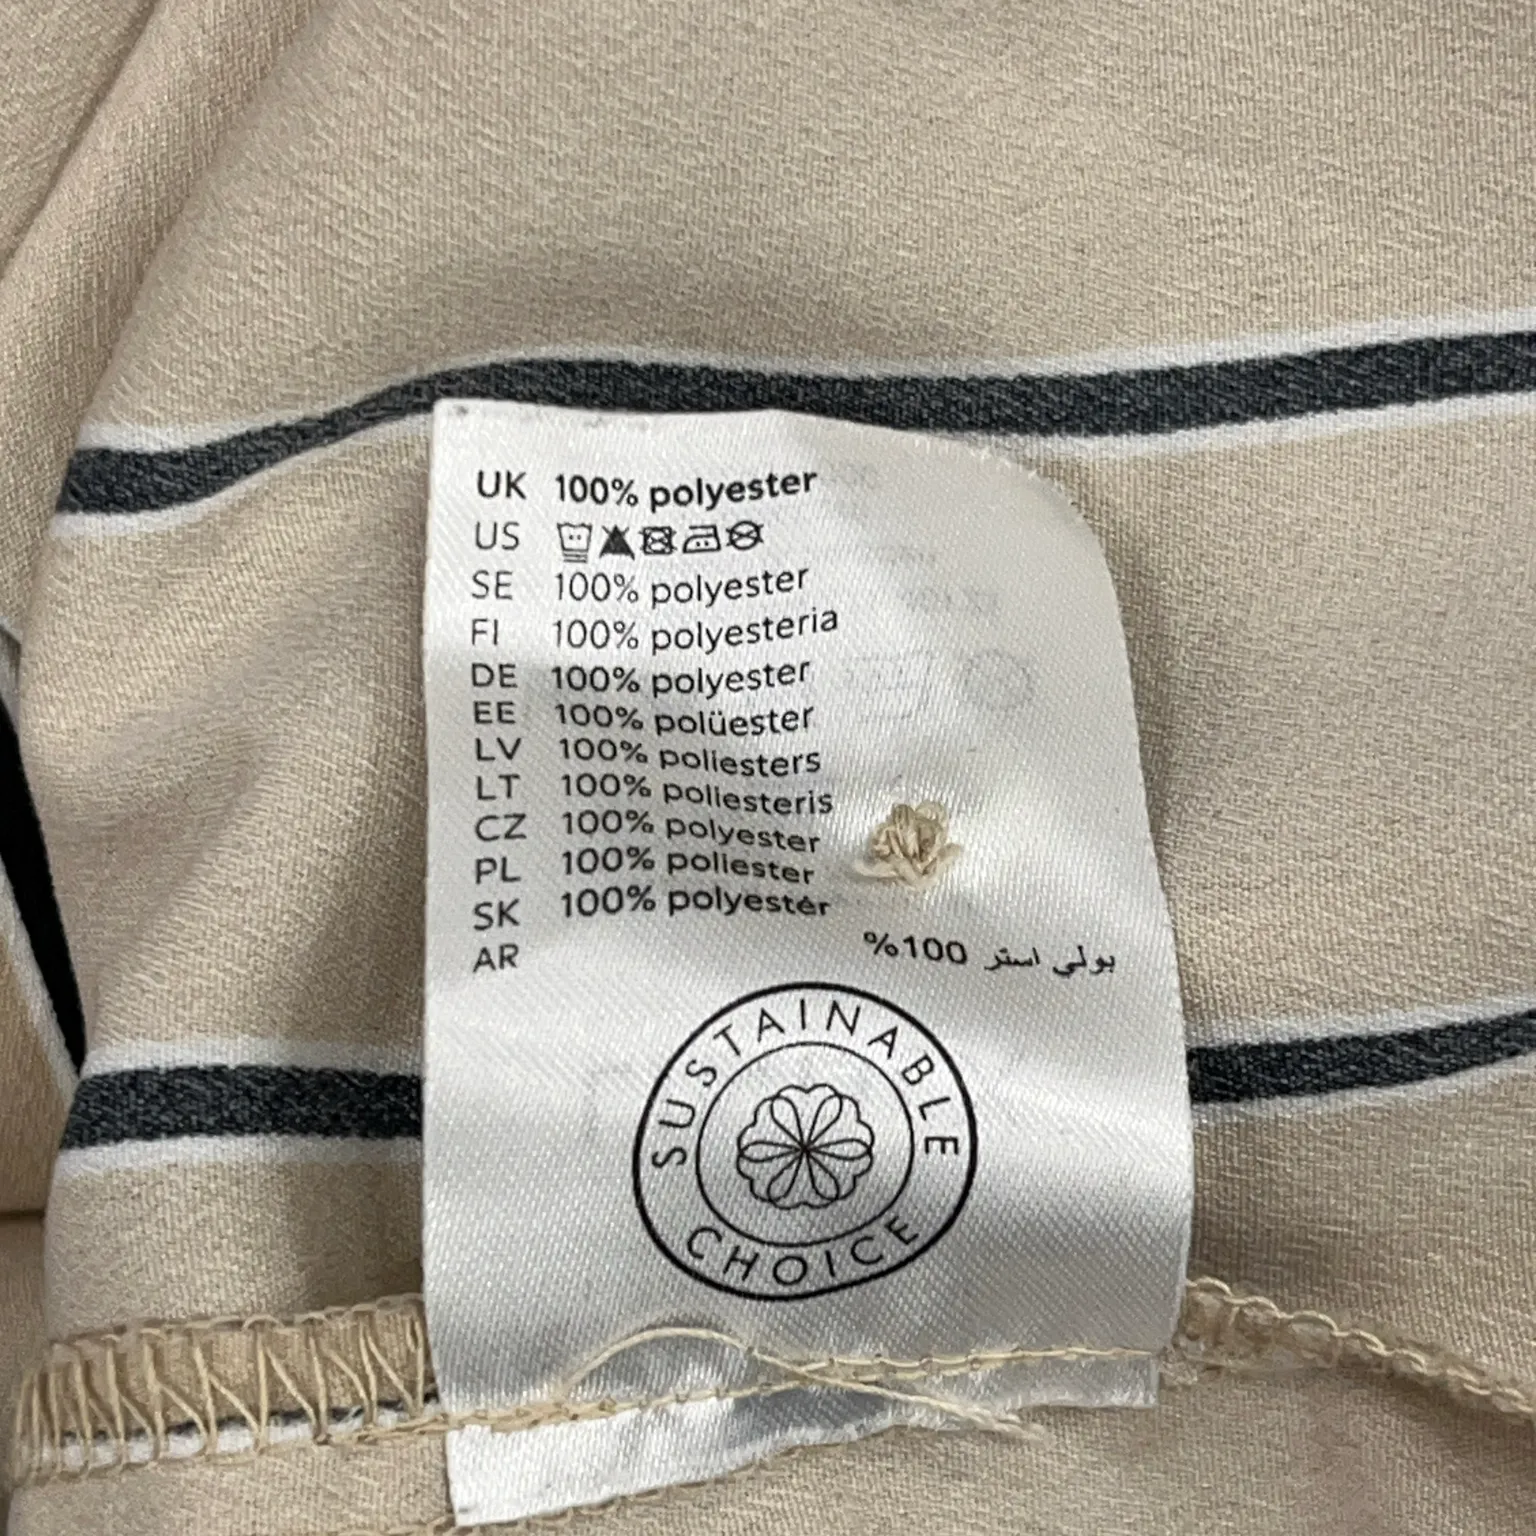 UK 100% polyester
US
SE 100% polyester
FI 100% polyesteria
DE 100% polyester
EE 100% polüester
LV 100% poliesters
LT 100% poliesteris
CZ 100% polyester
PL 100% poliester
SK 100% polyestér
AR بولي استر 100%
SUSTAINABLE
CHOICE